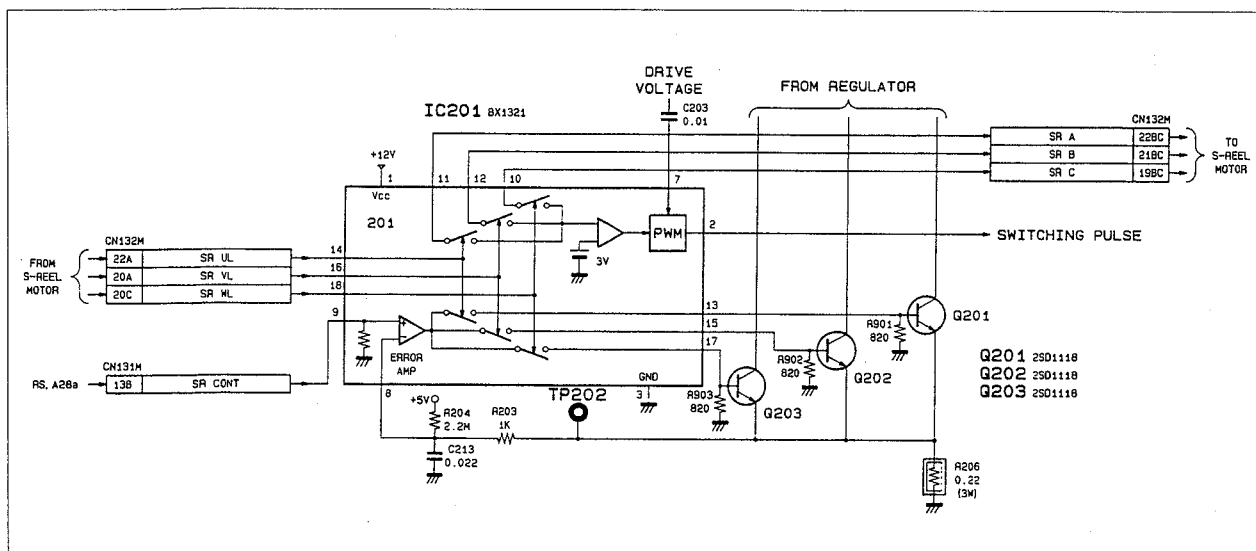 DRIVE
VOLTAGE
FROM REGULATOR
IC201 BX1321
C203
0.01
CN132M
SR A 22BC
SR B 21BC
SR C 19BC
TO
S-REEL
MOTOR
+12V
1 11 12 10 7
Vcc
201
PWM
2
SWITCHING PULSE
3V
CN132M
FROM
S-REEL
MOTOR
22A SR UL 14
20A SR VL 16
20C SR WL 18
9
13
15
17
ERROR
AMP
CN131M
RS, A28a 13B SR CONT
8
GND
3
R901
820
Q201
R902
820
Q202
R903
820
Q203
Q201 2SD1118
Q202 2SD1118
Q203 2SD1118
TP202
+5V
R204
2.2M
R203
1K
C213
0.022
R206
0.22
(3W)